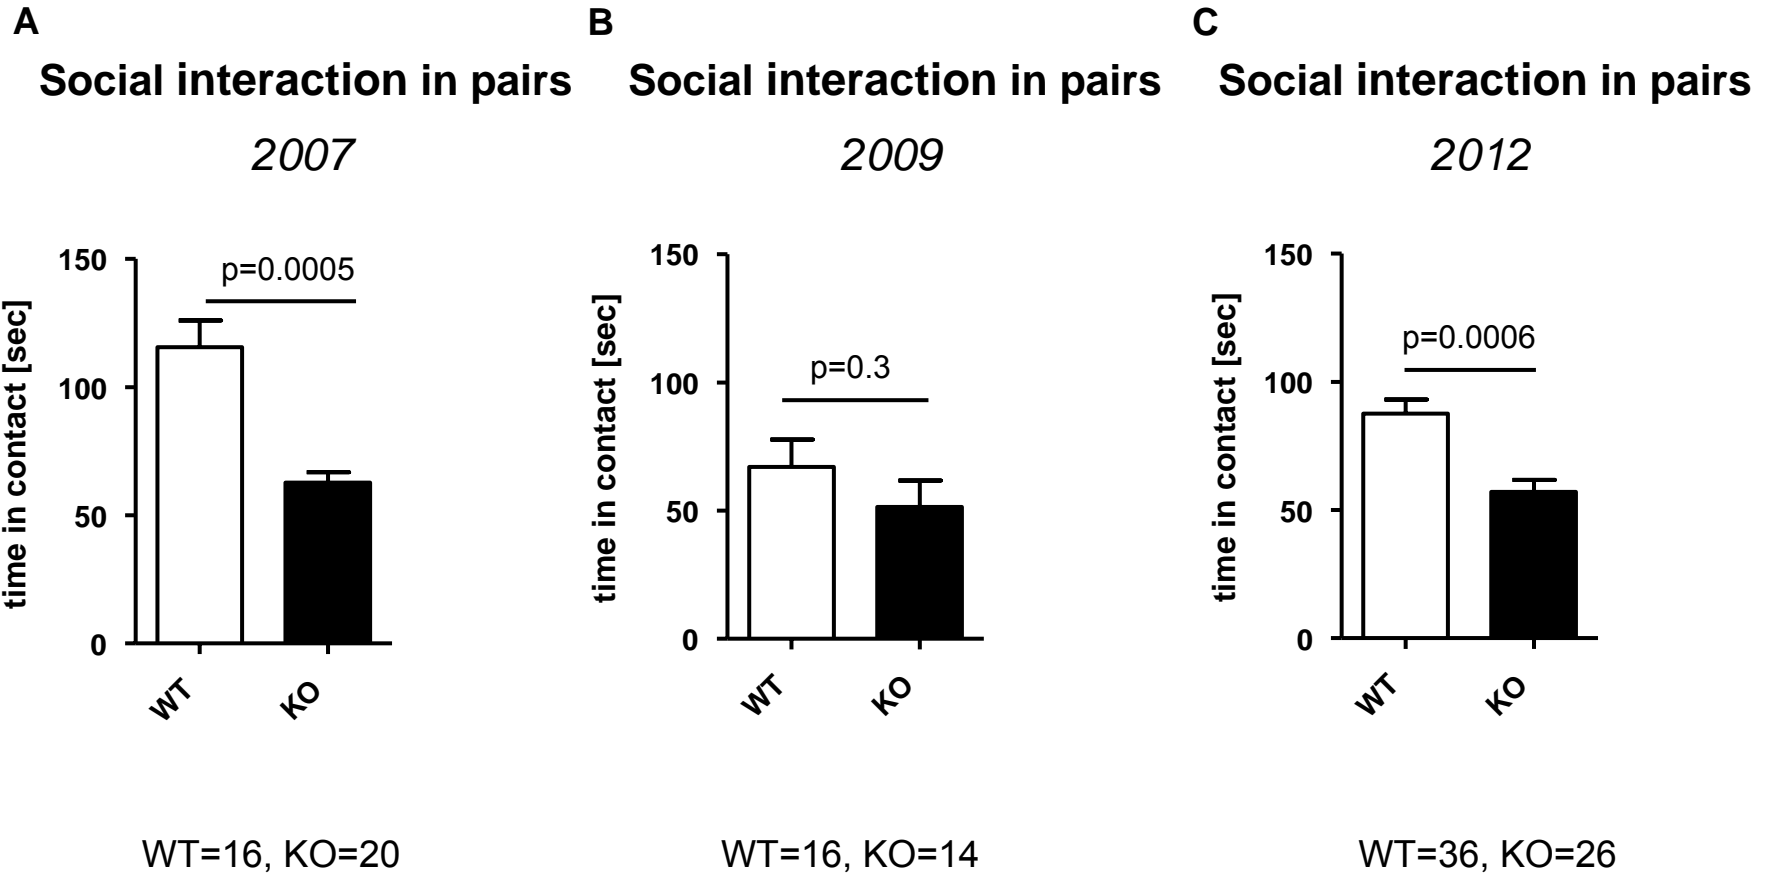 A
Social interaction in pairs
2007
150
100
50
0
time in contact [sec]
p=0.0005
WT
KO
WT=16, KO=20
B
Social interaction in pairs
2009
150
100
50
0
time in contact [sec]
p=0.3
WT
KO
WT=16, KO=14
C
Social interaction in pairs
2012
150
100
50
0
time in contact [sec]
p=0.0006
WT
KO
WT=36, KO=26